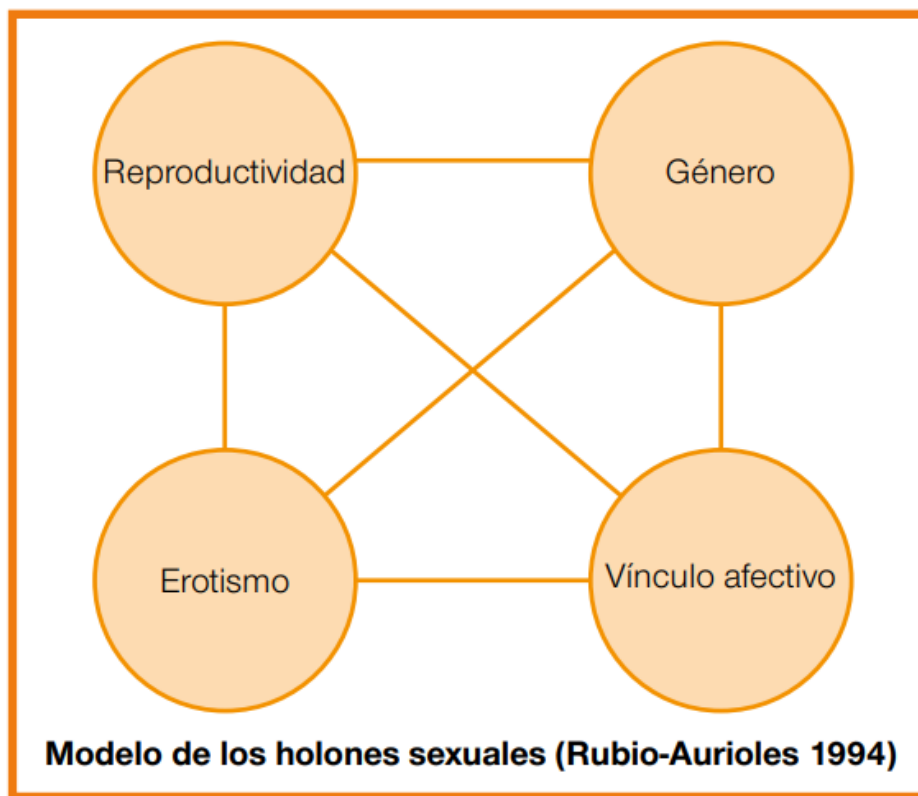 Reproductividad
Género
Erotismo
Vínculo afectivo
Modelo de los holones sexuales (Rubio-Aurioles 1994)